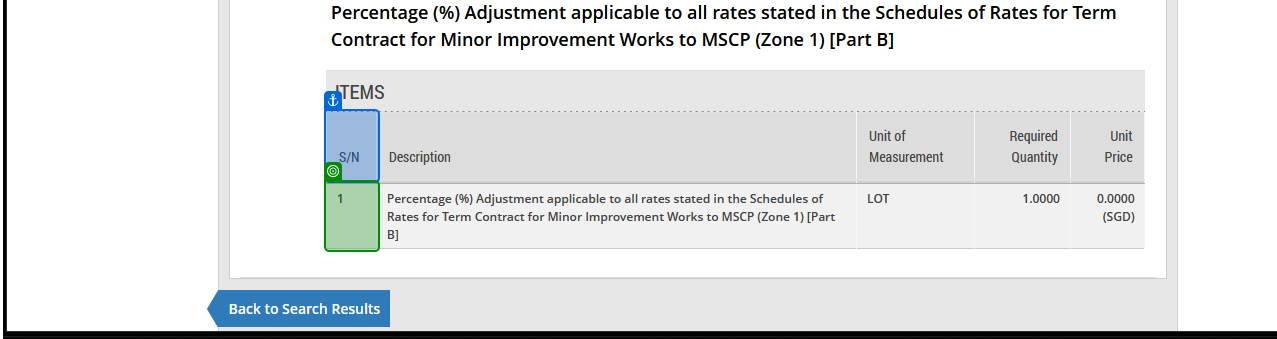 Percentage (%) Adjustment applicable to all rates stated in the Schedules of Rates for Term
Contract for Minor Improvement Works to MSCP (Zone 1) [Part B]
ITEMS
S/N
Description
Unit of
Measurement
Required
Quantity
Unit
Price
1
Percentage (%) Adjustment applicable to all rates stated in the Schedules of
Rates for Term Contract for Minor Improvement Works to MSCP (Zone 1) [Part
B]
LOT
1.0000
0.0000
(SGD)
Back to Search Results